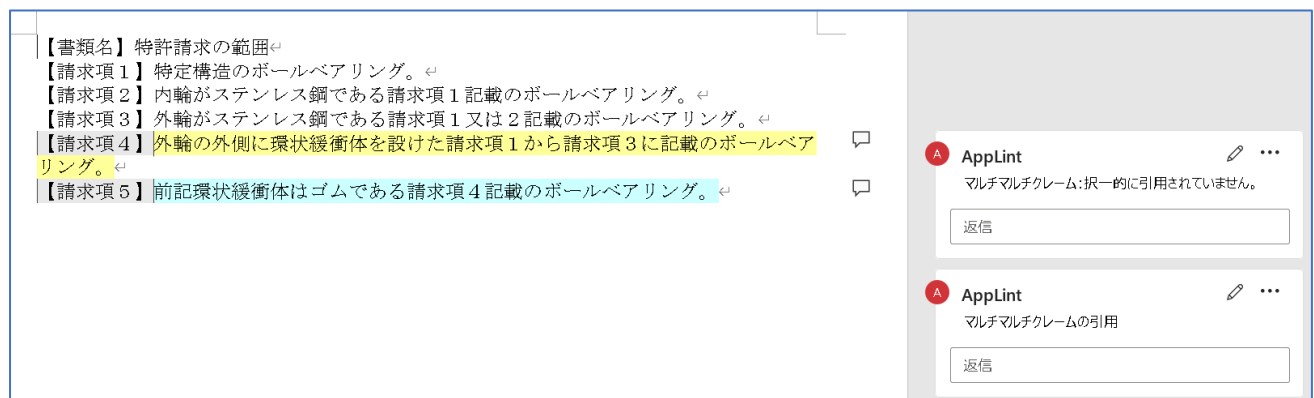 【書類名】特許請求の範囲↵
【請求項１】特定構造のボールベアリング。↵
【請求項２】内輪がステンレス鋼である請求項１記載のボールベアリング。↵
【請求項３】外輪がステンレス鋼である請求項１又は２記載のボールベアリング。↵
【請求項４】外輪の外側に環状緩衝体を設けた請求項１から請求項３に記載のボールベア
リング。↵
【請求項５】前記環状緩衝体はゴムである請求項４記載のボールベアリング。↵
A AppLint
マルチマルチクレーム:択一的に引用されていません。
返信
A AppLint
マルチマルチクレームの引用
返信